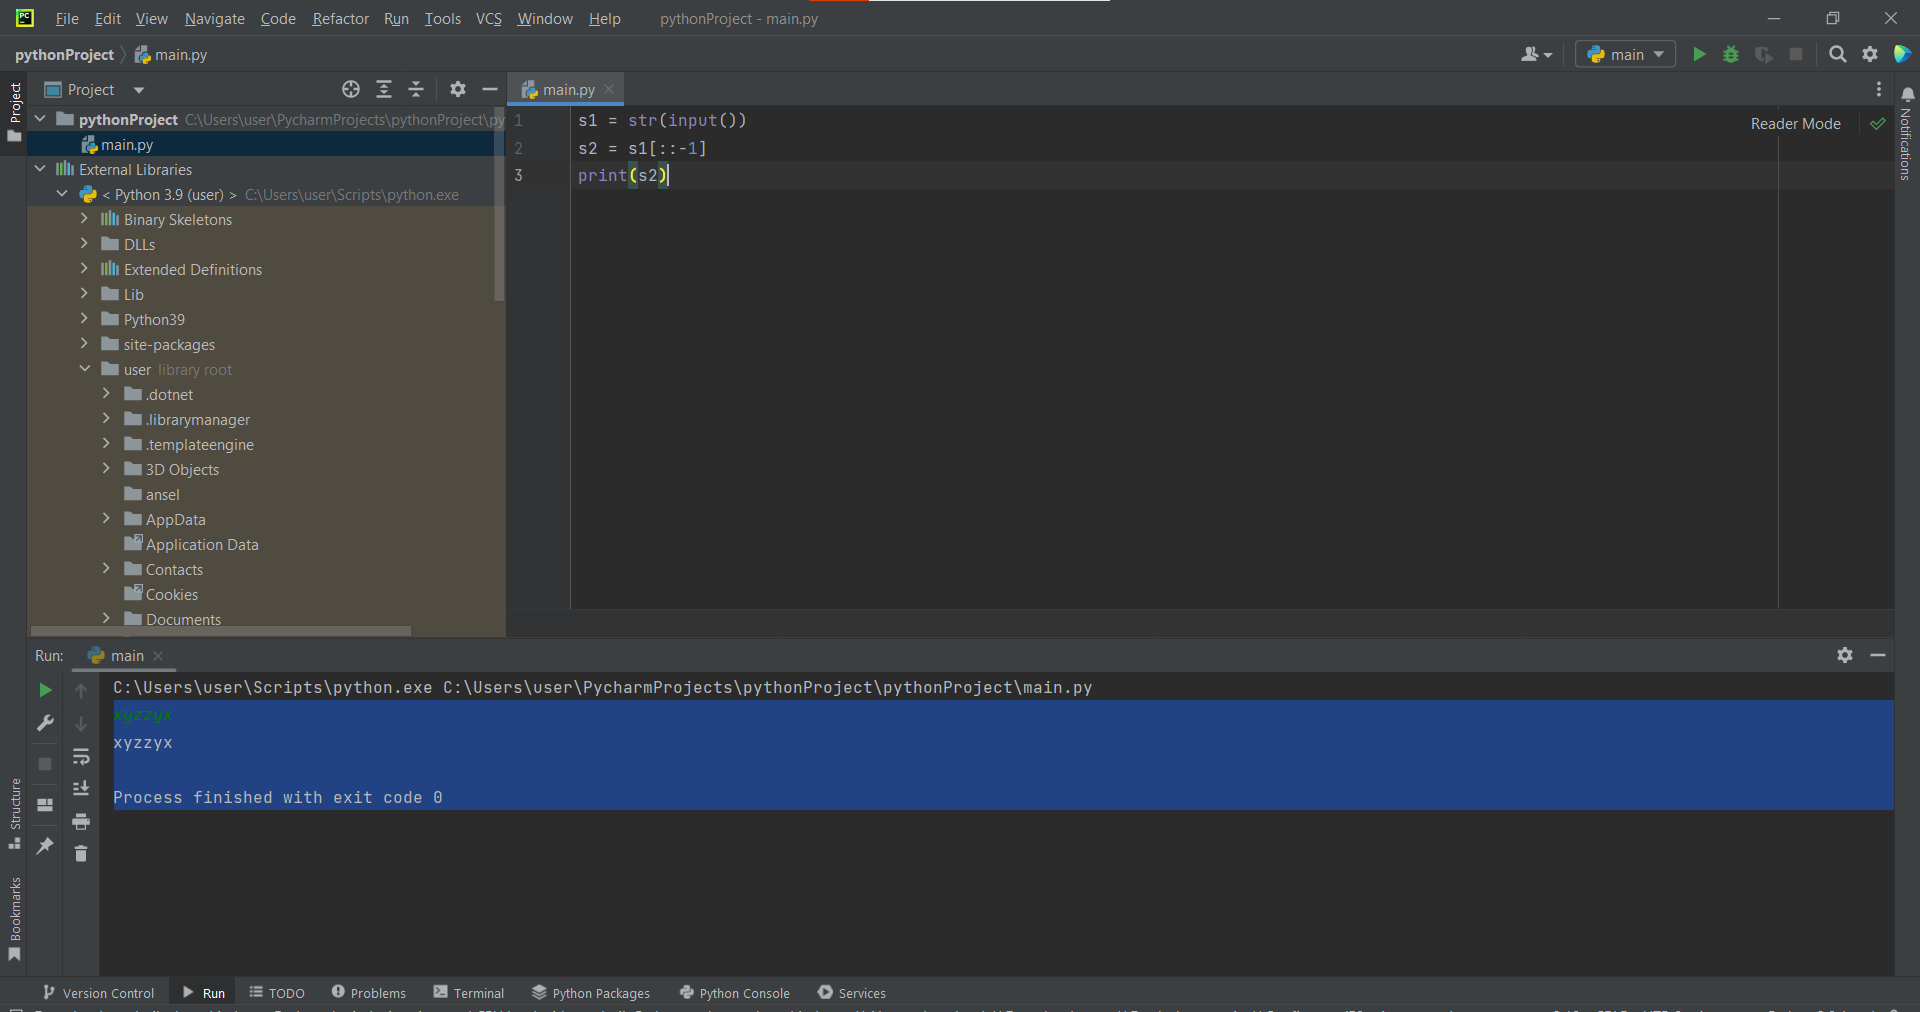 PC File Edit View Navigate Code Refactor Run Tools VCS Window Help pythonProject - main.py
pythonProject main.py main
Project
Project main.py
pythonProject C:\Users\user\PycharmProjects\pythonProject\py
main.py
External Libraries
< Python 3.9 (user) > C:\Users\user\Scripts\python.exe
Binary Skeletons
DLLs
Extended Definitions
Lib
Python39
site-packages
user library root
.dotnet
.librarymanager
.templateengine
3D Objects
ansel
AppData
Application Data
Contacts
Cookies
Documents
1 s1 = str(input())
2 s2 = s1[::-1]
3 print(s2)
Reader Mode
Notifications
Run: main
C:\Users\user\Scripts\python.exe C:\Users\user\PycharmProjects\pythonProject\pythonProject\main.py
xyzzyx
xyzzyx
Process finished with exit code 0
Structure
Bookmarks
Version Control Run TODO Problems Terminal Python Packages Python Console Services